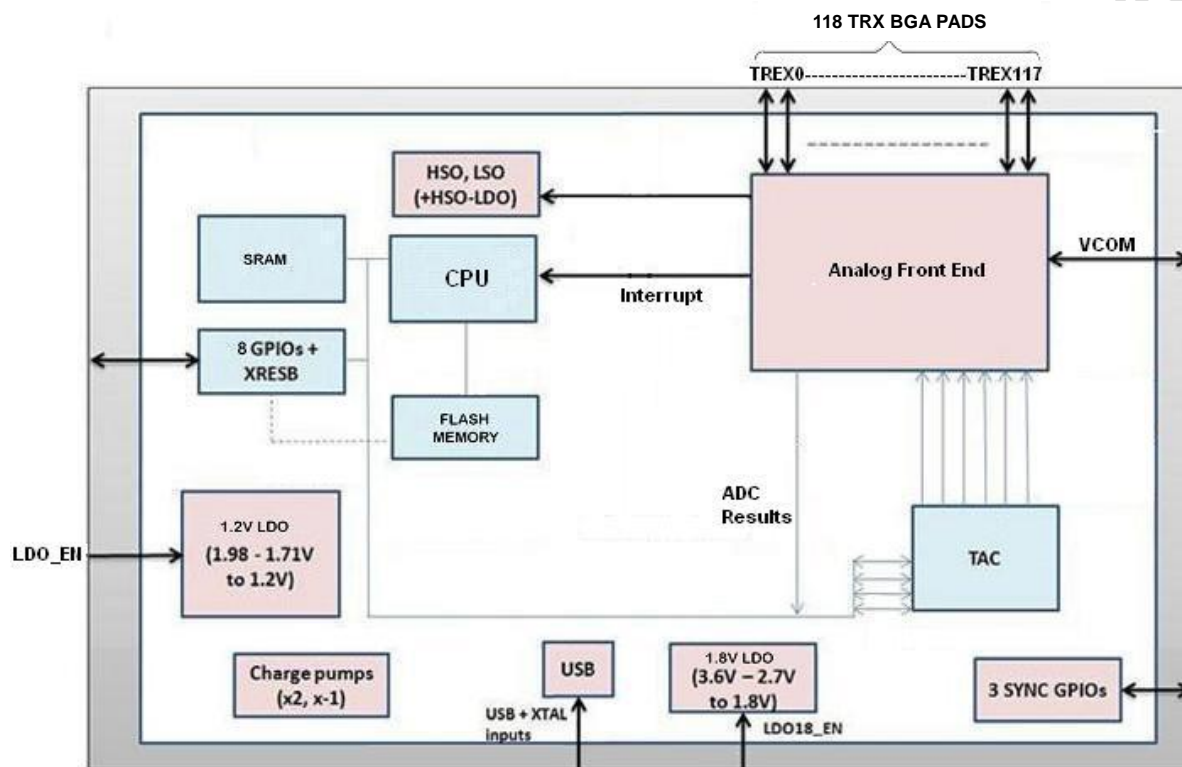 118 TRX BGA PADS
TREX0----------------------TREX117
HSO, LSO
(+HSO-LDO)
SRAM
CPU
Interrupt
Analog Front End
VCOM
8 GPIOs +
XRESB
FLASH
MEMORY
ADC
Results
LDO_EN
1.2V LDO
(1.98 - 1.71V
to 1.2V)
TAC
Charge pumps
(x2, x-1)
USB
USB + XTAL
inputs
1.8V LDO
(3.6V – 2.7V
to 1.8V)
LDO18_EN
3 SYNC GPIOs